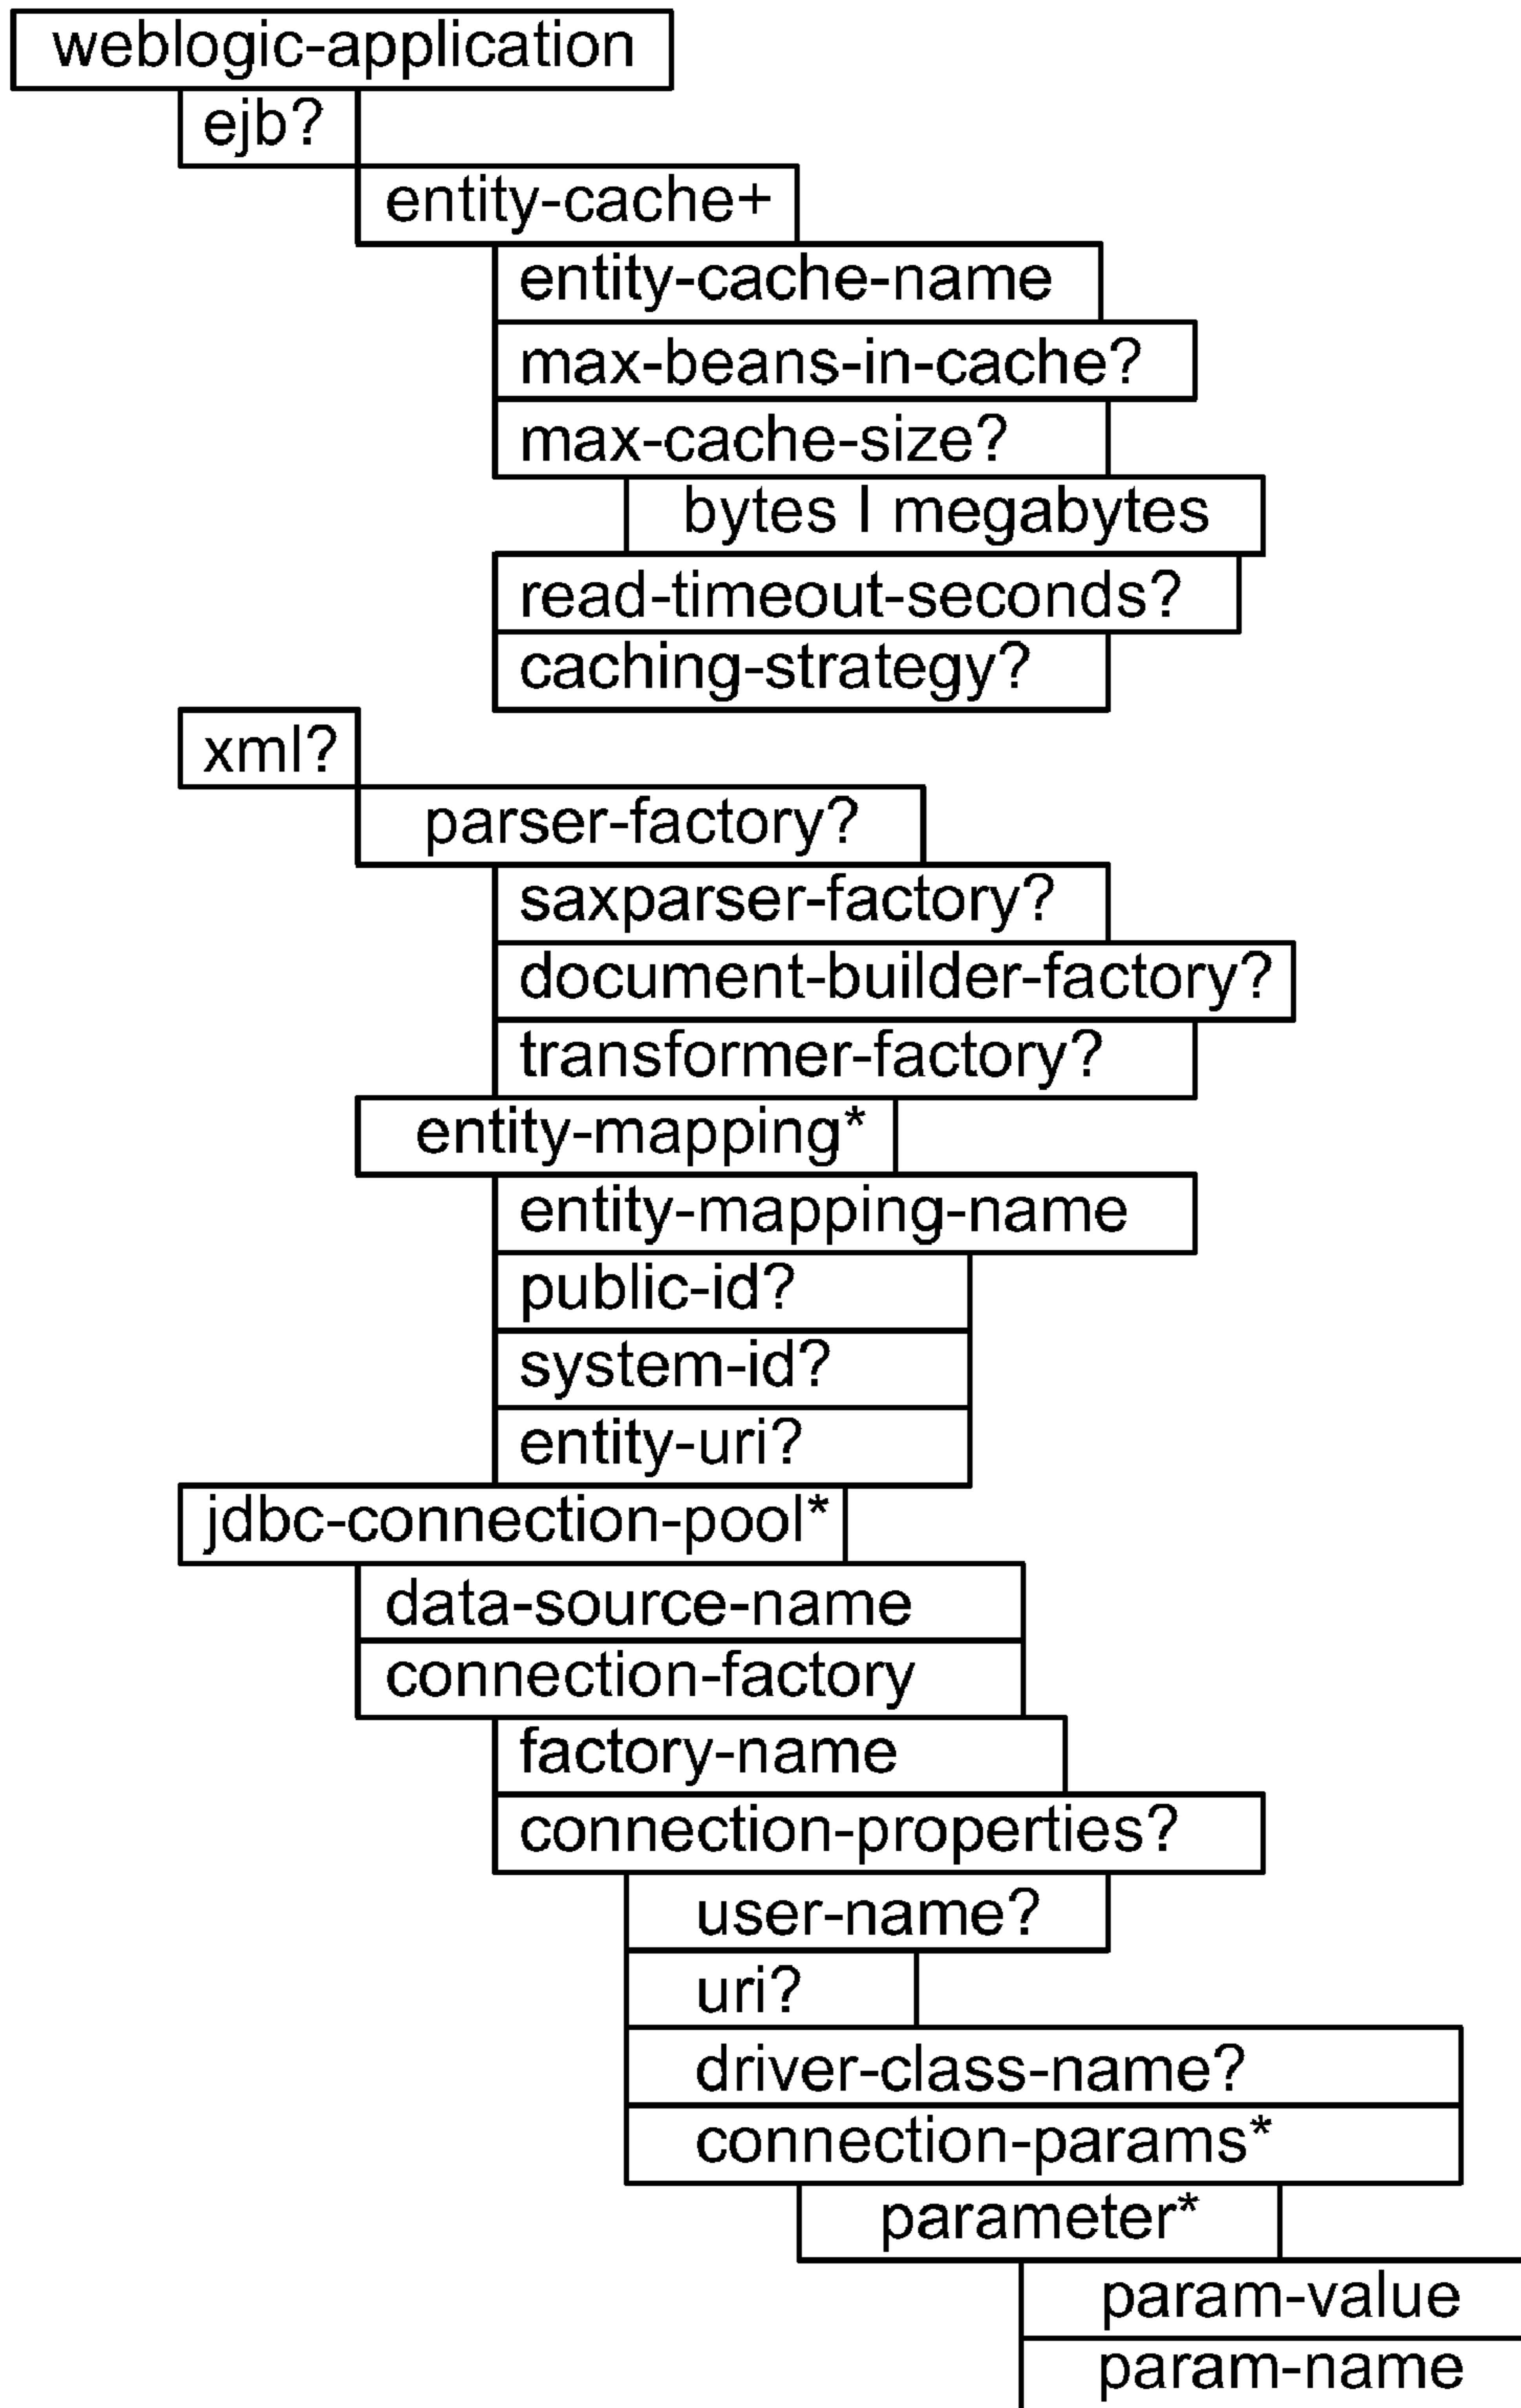 weblogic-application
ejb?
entity-cache+
entity-cache-name
max-beans-in-cache?
max-cache-size?
bytes | megabytes
read-timeout-seconds?
caching-strategy?
xml?
parser-factory?
saxparser-factory?
document-builder-factory?
transformer-factory?
entity-mapping*
entity-mapping-name
public-id?
system-id?
entity-uri?
jdbc-connection-pool*
data-source-name
connection-factory
factory-name
connection-properties?
user-name?
uri?
driver-class-name?
connection-params*
parameter*
param-value
param-name